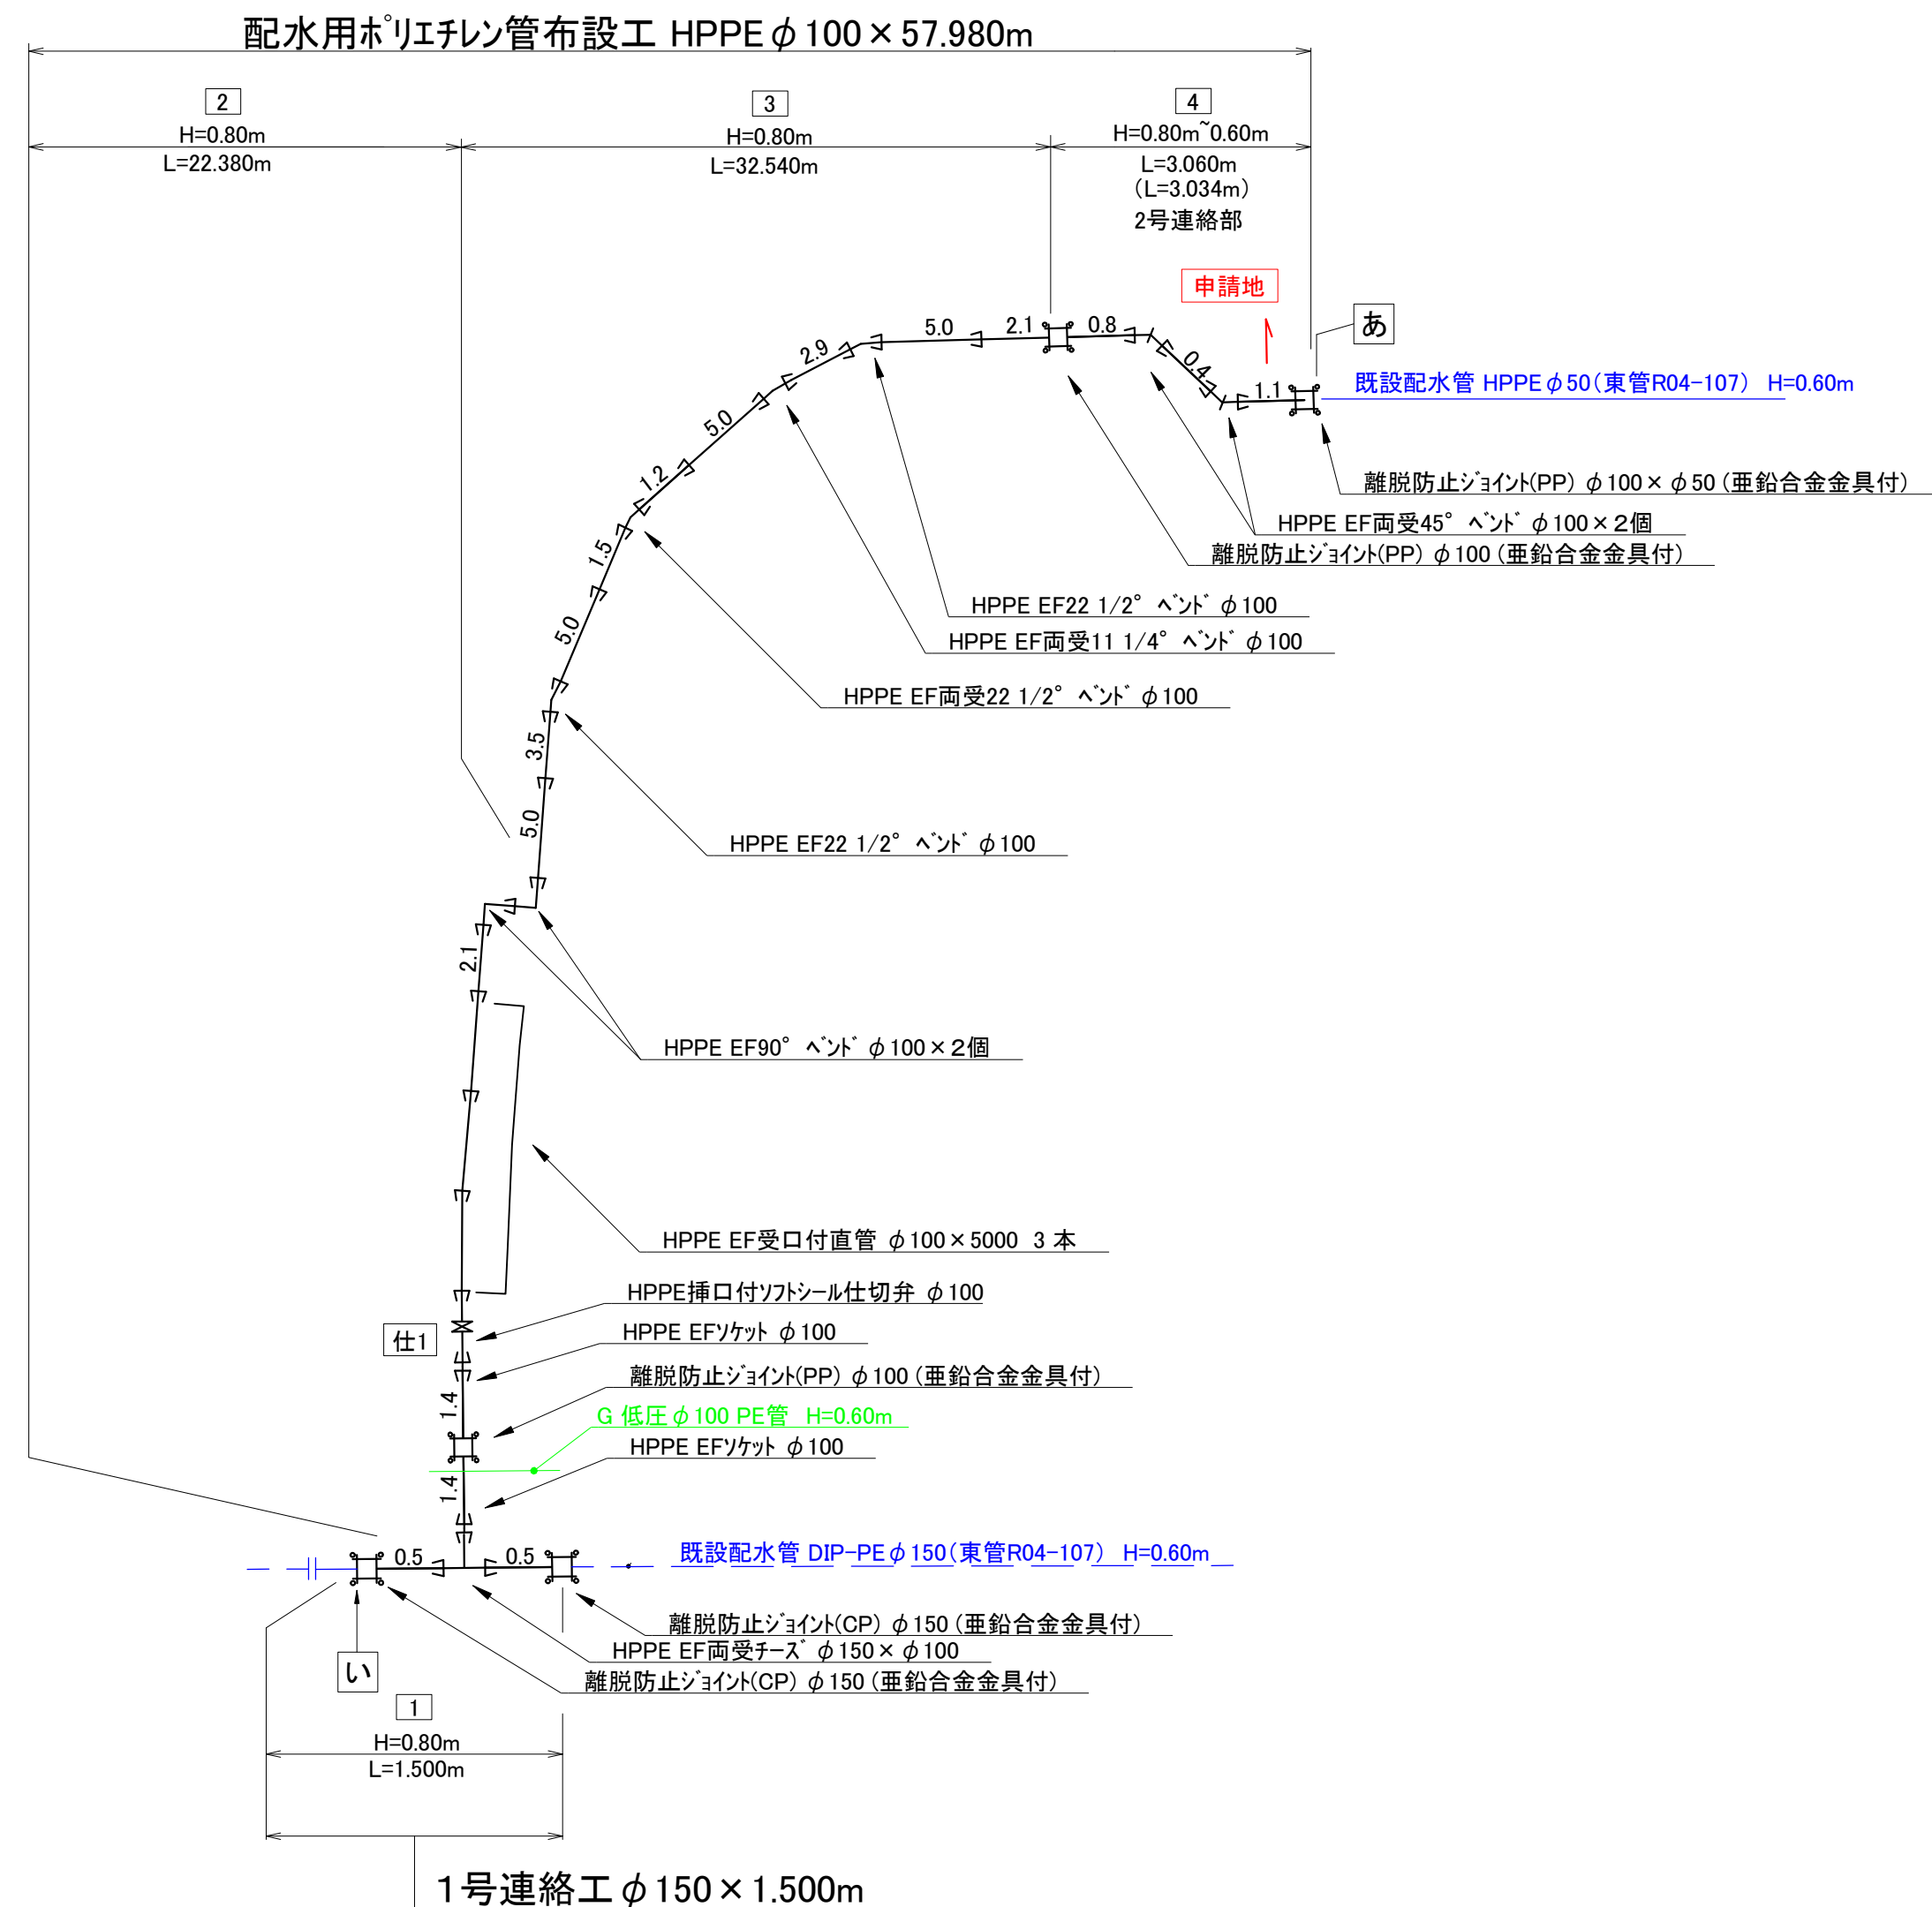 配水用ポリエチレン管布設工 HPPEφ100×57.980m
2
H=0.80m
L=22.380m
3
H=0.80m
L=32.540m
4
H=0.80m~0.60m
L=3.060m
(L=3.034m)
2号連絡部
申請地
あ
5.0
2.1
0.8
2.9
0.4
1.1
既設配水管 HPPEφ50(東管R04-107) H=0.60m
5.0
1.2
離脱防止ジョイント(PP) φ100×φ50 (亜鉛合金金具付)
HPPE EF両受45° ベンド φ100×2個
離脱防止ジョイント(PP) φ100 (亜鉛合金金具付)
1.5
HPPE EF22 1/2° ベンド φ100
5.0
HPPE EF両受11 1/4° ベンド φ100
HPPE EF両受22 1/2° ベンド φ100
3.5
5.0
HPPE EF22 1/2° ベンド φ100
2.1
HPPE EF90° ベンド φ100×2個
HPPE EF受口付直管 φ100×5000 3 本
HPPE挿口付ソフトシール仕切弁 φ100
仕1
HPPE EFソケット φ100
離脱防止ジョイント(PP) φ100 (亜鉛合金金具付)
1.4
G 低圧φ100 PE管 H=0.60m
HPPE EFソケット φ100
1.4
0.5
0.5
既設配水管 DIP-PEφ150(東管R04-107) H=0.60m
離脱防止ジョイント(CP) φ150 (亜鉛合金金具付)
HPPE EF両受チーズ φ150×φ100
い
離脱防止ジョイント(CP) φ150 (亜鉛合金金具付)
1
H=0.80m
L=1.500m
1号連絡工φ150×1.500m